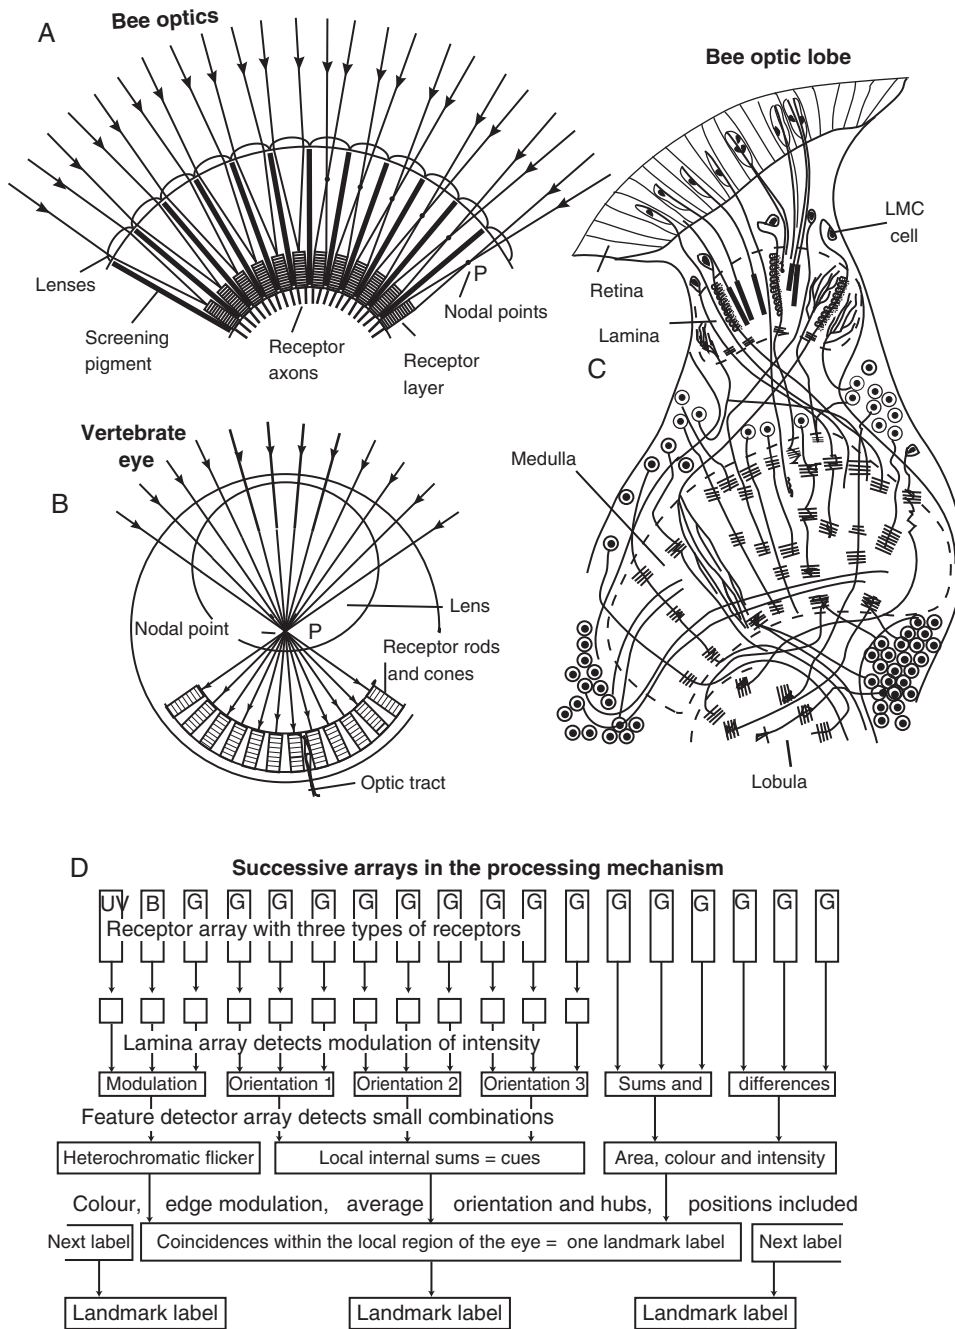 A
Bee optics
Lenses
Screening
pigment
Receptor
axons
P
Nodal points
Receptor
layer
Vertebrate
eye
B
Nodal point
P
Lens
Receptor rods
and cones
Optic tract
Bee optic lobe
LMC
cell
Retina
Lamina
C
Medulla
Lobula
D
Successive arrays in the processing mechanism
UV B G G G G G G G G G G G G G G G G
Receptor array with three types of receptors
Lamina array detects modulation of intensity
Modulation Orientation 1 Orientation 2 Orientation 3 Sums and differences
Feature detector array detects small combinations
Heterochromatic flicker Local internal sums = cues Area, colour and intensity
Colour, edge modulation, average orientation and hubs, positions included
Next label Coincidences within the local region of the eye = one landmark label Next label
Landmark label Landmark label Landmark label